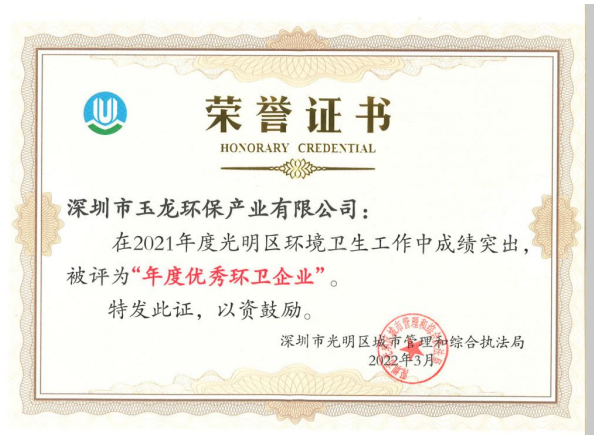 荣誉证书
HONORARY CREDENTIAL
深圳市玉龙环保产业有限公司：
在2021年度光明区环境卫生工作中成绩突出，
被评为“年度优秀环卫企业”。
特发此证，以资鼓励。
深圳市光明区城市管理和综合执法局
2022年3月